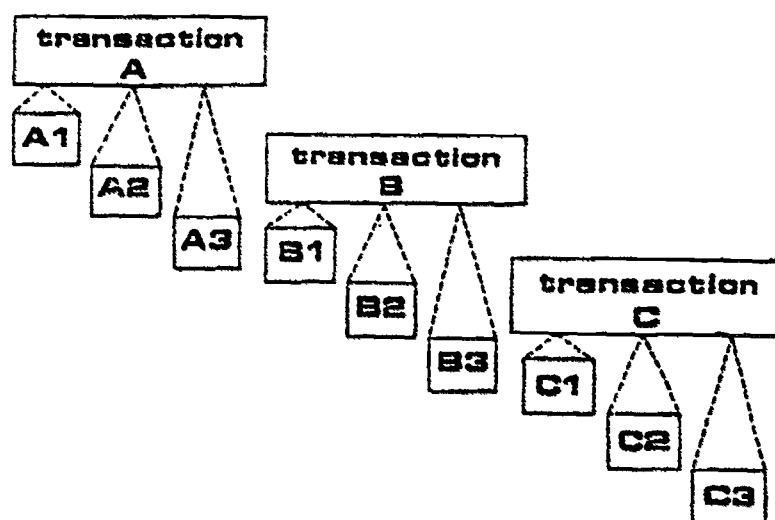 transaction
A
A1
A2
A3
transaction
B
B1
B2
B3
transaction
C
C1
C2
C3